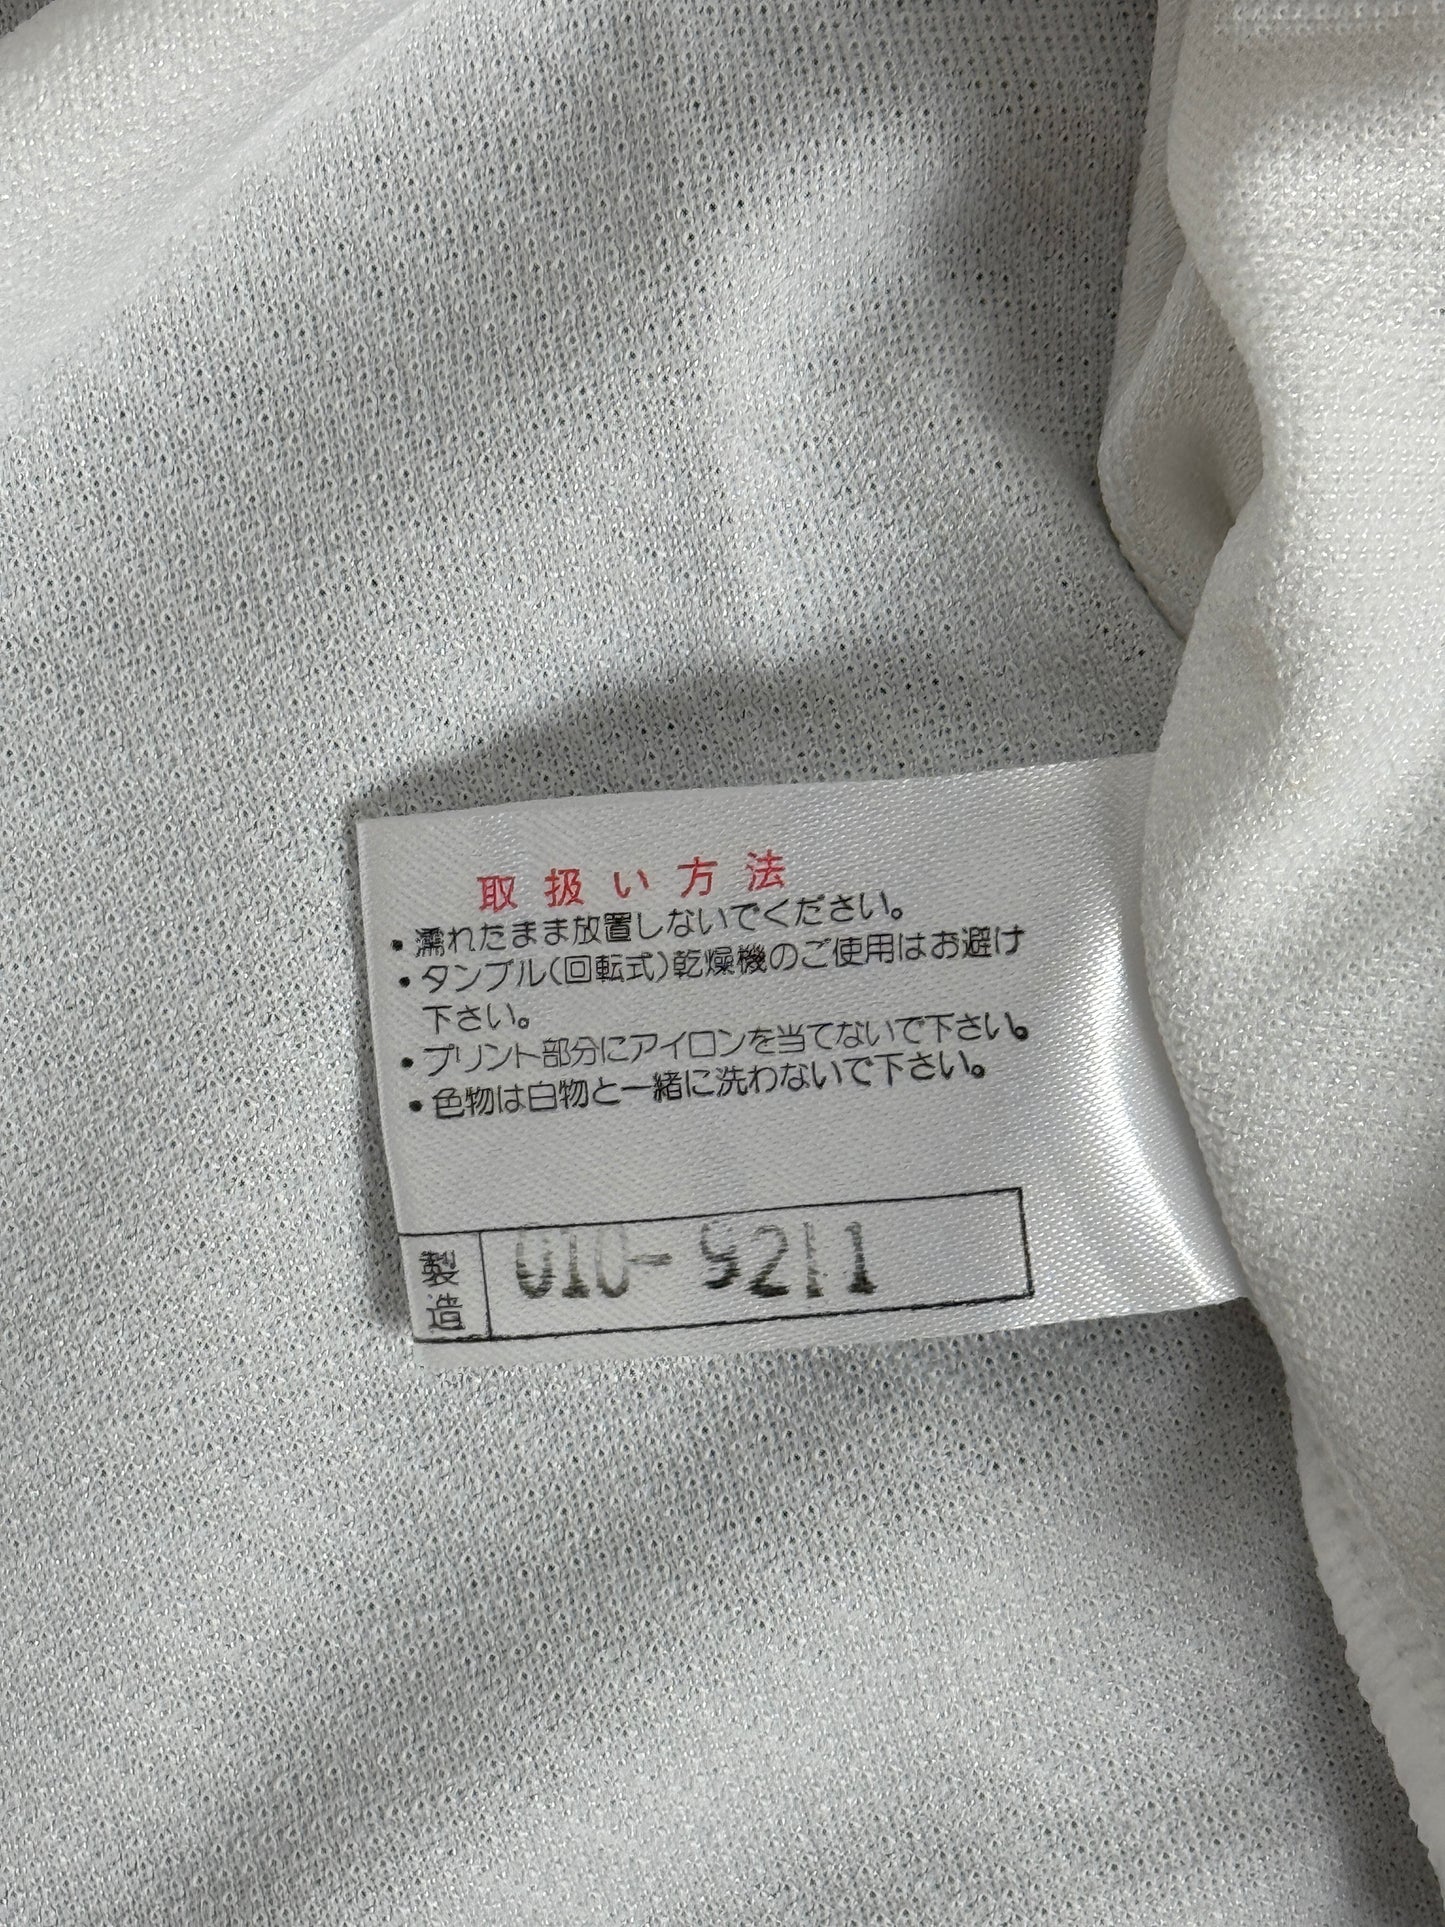 取扱い方法
・濡れたまま放置しないでください。
・タンブル(回転式)乾燥機のご使用はお避け
下さい。
・プリント部分にアイロンを当てないで下さい。
・色物は白物と一緒に洗わないで下さい。
製造 010-9211